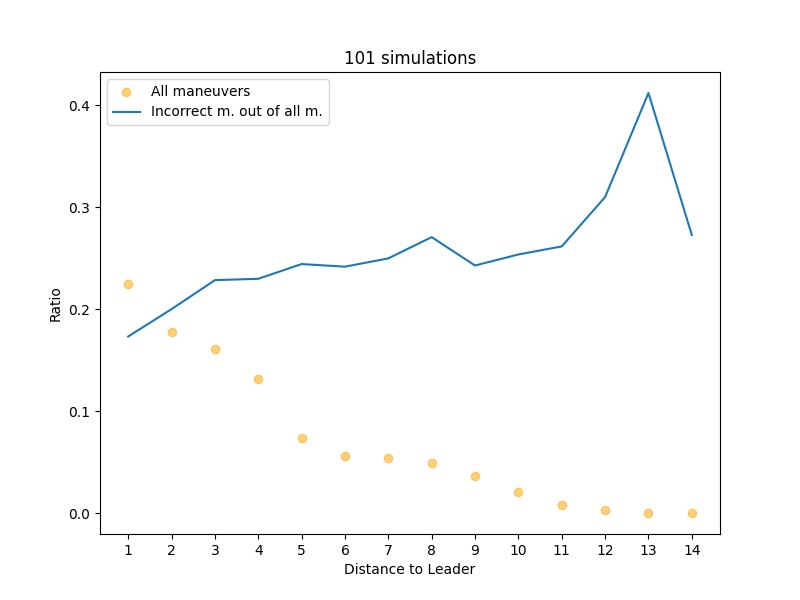 101 simulations
All maneuvers
Incorrect m. out of all m.
0.4
0.3
0.2
0.1
0.0
Ratio
1 2 3 4 5 6 7 8 9 10 11 12 13 14
Distance to Leader